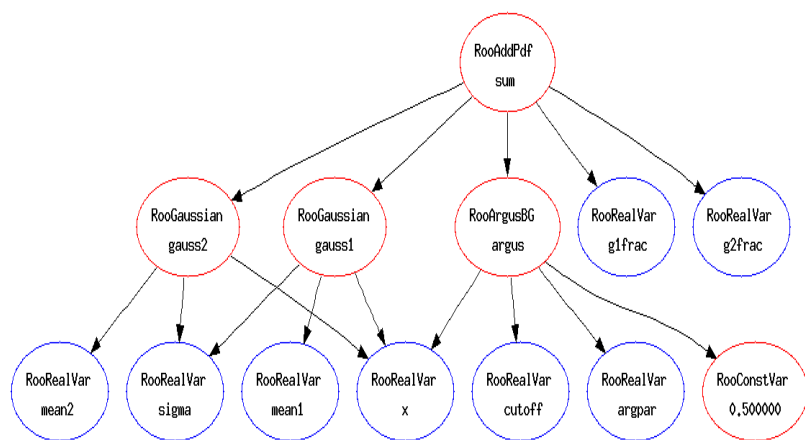 RooAddPdf
sum
RooGaussian
gauss2
RooGaussian
gauss1
RooArgusBG
argus
RooRealVar
g1frac
RooRealVar
g2frac
RooRealVar
mean2
RooRealVar
sigma
RooRealVar
mean1
RooRealVar
x
RooRealVar
cutoff
RooRealVar
argpar
RooConstVar
0.500000